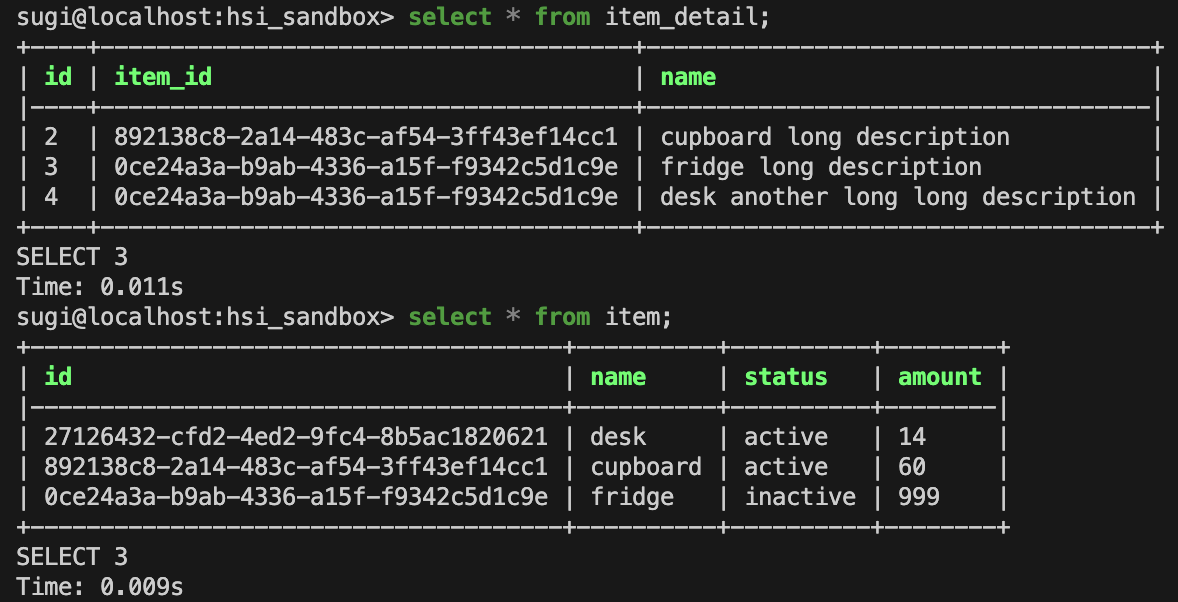 sugi@localhost:hsi_sandbox> select * from item_detail;
+----+--------------------------------------+------------------------------------+
| id | item_id                              | name                               |
|----+--------------------------------------+------------------------------------|
| 2  | 892138c8-2a14-483c-af54-3ff43ef14cc1 | cupboard long description          |
| 3  | 0ce24a3a-b9ab-4336-a15f-f9342c5d1c9e | fridge long description            |
| 4  | 0ce24a3a-b9ab-4336-a15f-f9342c5d1c9e | desk another long long description |
+----+--------------------------------------+------------------------------------+
SELECT 3
Time: 0.011s
sugi@localhost:hsi_sandbox> select * from item;
+--------------------------------------+----------+----------+--------+
| id                                   | name     | status   | amount |
|--------------------------------------+----------+----------+--------|
| 27126432-cfd2-4ed2-9fc4-8b5ac1820621 | desk     | active   | 14     |
| 892138c8-2a14-483c-af54-3ff43ef14cc1 | cupboard | active   | 60     |
| 0ce24a3a-b9ab-4336-a15f-f9342c5d1c9e | fridge   | inactive | 999    |
+--------------------------------------+----------+----------+--------+
SELECT 3
Time: 0.009s